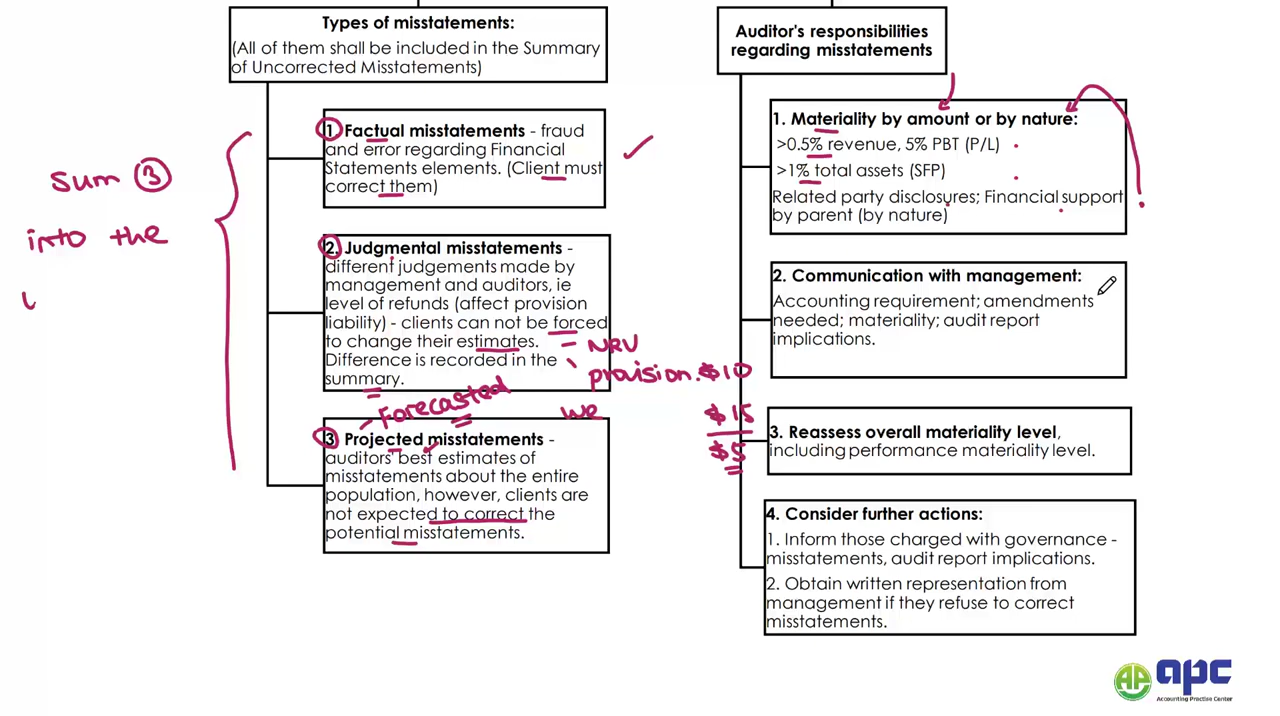 Types of misstatements:
(All of them shall be included in the Summary
of Uncorrected Misstatements)
1. Factual misstatements - fraud
and error regarding Financial
Statements elements. (Client must
correct them)
2. Judgmental misstatements -
different judgements made by
management and auditors, ie
level of refunds (affect provision
liability) - clients can not be forced
to change their estimates.
Difference is recorded in the
summary.
3. Projected misstatements -
auditors' best estimates of
misstatements about the entire
population, however, clients are
not expected to correct the
potential misstatements.
sum ③
into the
NRV
provision. $10
Forecasted
we
$15
$5
Auditor's responsibilities
regarding misstatements
1. Materiality by amount or by nature:
>0.5% revenue, 5% PBT (P/L)
>1% total assets (SFP)
Related party disclosures; Financial support
by parent (by nature)
2. Communication with management:
Accounting requirement; amendments
needed; materiality; audit report
implications.
3. Reassess overall materiality level,
including performance materiality level.
4. Consider further actions:
1. Inform those charged with governance -
misstatements, audit report implications.
2. Obtain written representation from
management if they refuse to correct
misstatements.
AP apc
Accounting Practise Center